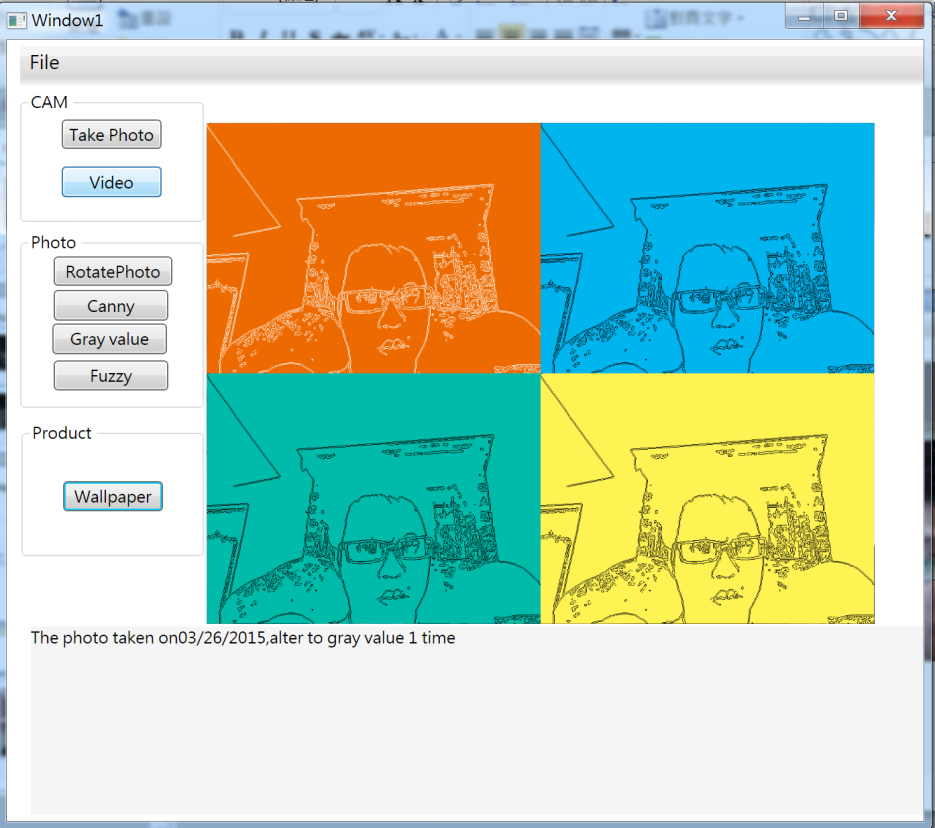 Window1
File
CAM
Take Photo
Video
Photo
RotatePhoto
Canny
Gray value
Fuzzy
Product
Wallpaper
The photo taken on03/26/2015,alter to gray value 1 time